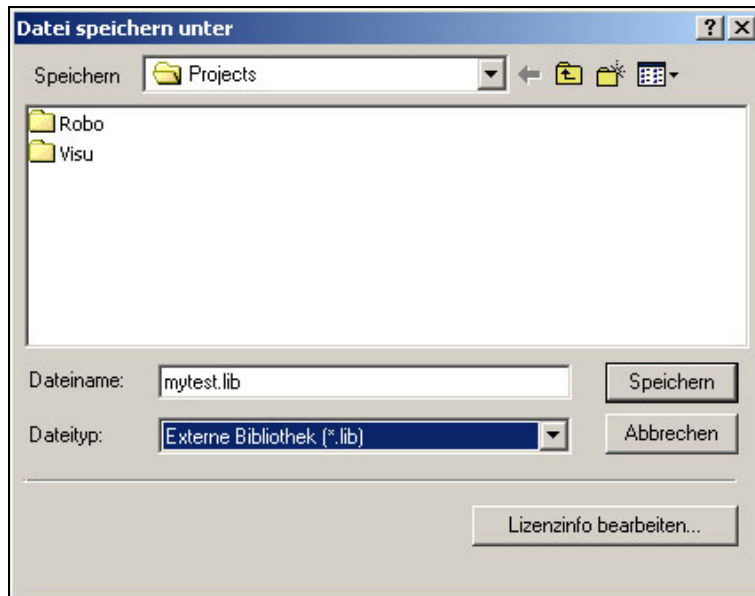 Datei speichern unter
Speichern Projects
Robo
Visu
Dateiname: mytest.lib Speichern
Dateityp: Externe Bibliothek (*.lib) Abbrechen
Lizenzinfo bearbeiten...